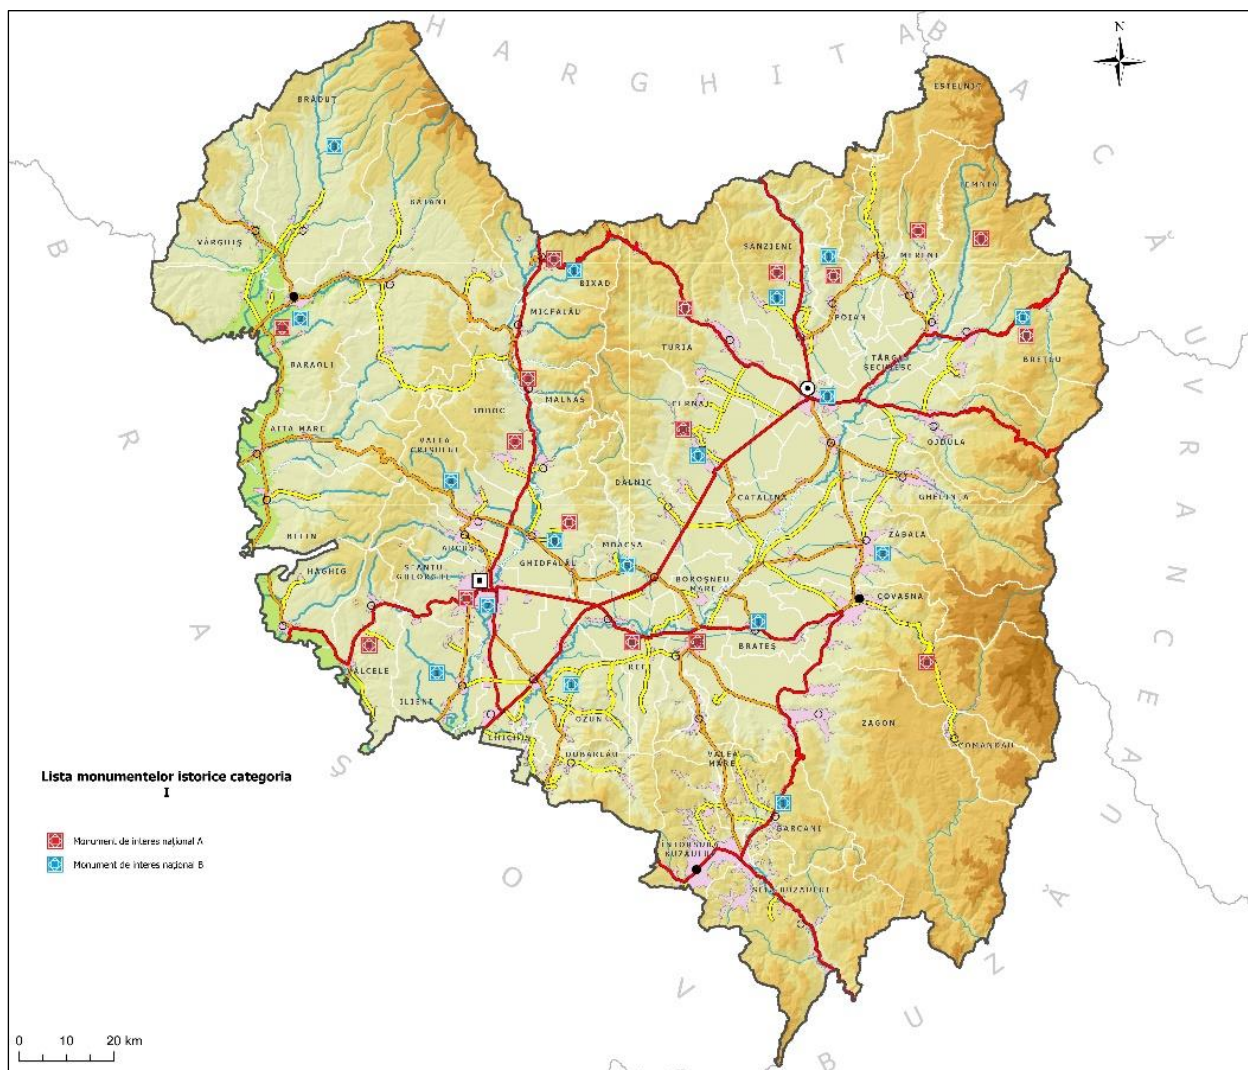 N
HARGHITA
BACĂU
VRANCEA
BUZĂU
BRAȘOV
ESTELNIC
BRĂDUȚ
LEMNIA
BĂȚANI
VÂRGHIȘ
SÂNZIENI
MERENI
BIXAD
MICFALĂU
POIAN
TURIA
TÂRGU
SECUIESC
BREȚCU
BARAOLT
MALNAȘ
CERNAT
AITA MARE
VALEA
CRIȘULUI
OJDULA
DALNIC
CATALINA
GHELINȚA
BELIN
ZĂBALA
ARCUȘ
MOACȘA
HĂGHIG
SFÂNTU
GHEORGHE
GHIDFALĂU
BOROȘNEU
MARE
COVASNA
BRATEȘ
VÂLCELE
RECI
ILIENI
ZAGON
OZUN
CHICHIȘ
COMANDĂU
DOBÂRLĂU
VALEA
MARE
Lista monumentelor istorice categoria
I
BARCANI
Monument de interes național A
ÎNTORSURA
BUZĂULUI
Monument de interes național B
SITA BUZĂULUI
0 10 20 km